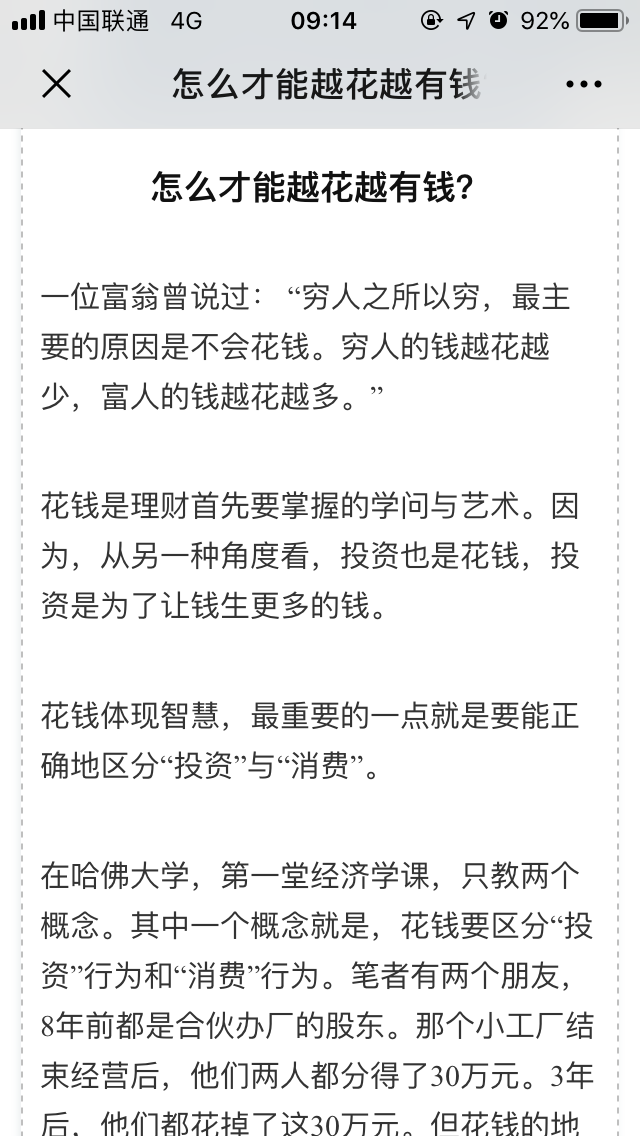 中国联通 4G 09:14 92%
怎么才能越花越有钱
怎么才能越花越有钱?
一位富翁曾说过：“穷人之所以穷，最主
要的原因是不会花钱。穷人的钱越花越
少，富人的钱越花越多。”
花钱是理财首先要掌握的学问与艺术。因
为，从另一种角度看，投资也是花钱，投
资是为了让钱生更多的钱。
花钱体现智慧，最重要的一点就是要能正
确地区分“投资”与“消费”。
在哈佛大学，第一堂经济学课，只教两个
概念。其中一个概念就是，花钱要区分“投
资”行为和“消费”行为。笔者有两个朋友，
8年前都是合伙办厂的股东。那个小工厂结
束经营后，他们两人都分得了30万元。3年
后，他们都花掉了这30万元。但花钱的地